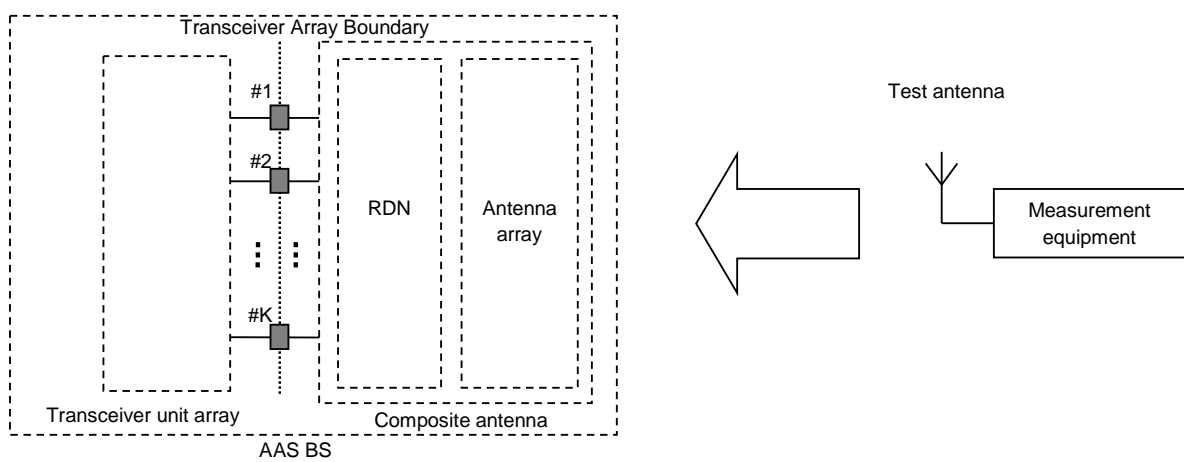 Transceiver Array Boundary
#1
#2
#K
RDN
Antenna
array
Transceiver unit array
Composite antenna
AAS BS
Test antenna
Measurement
equipment